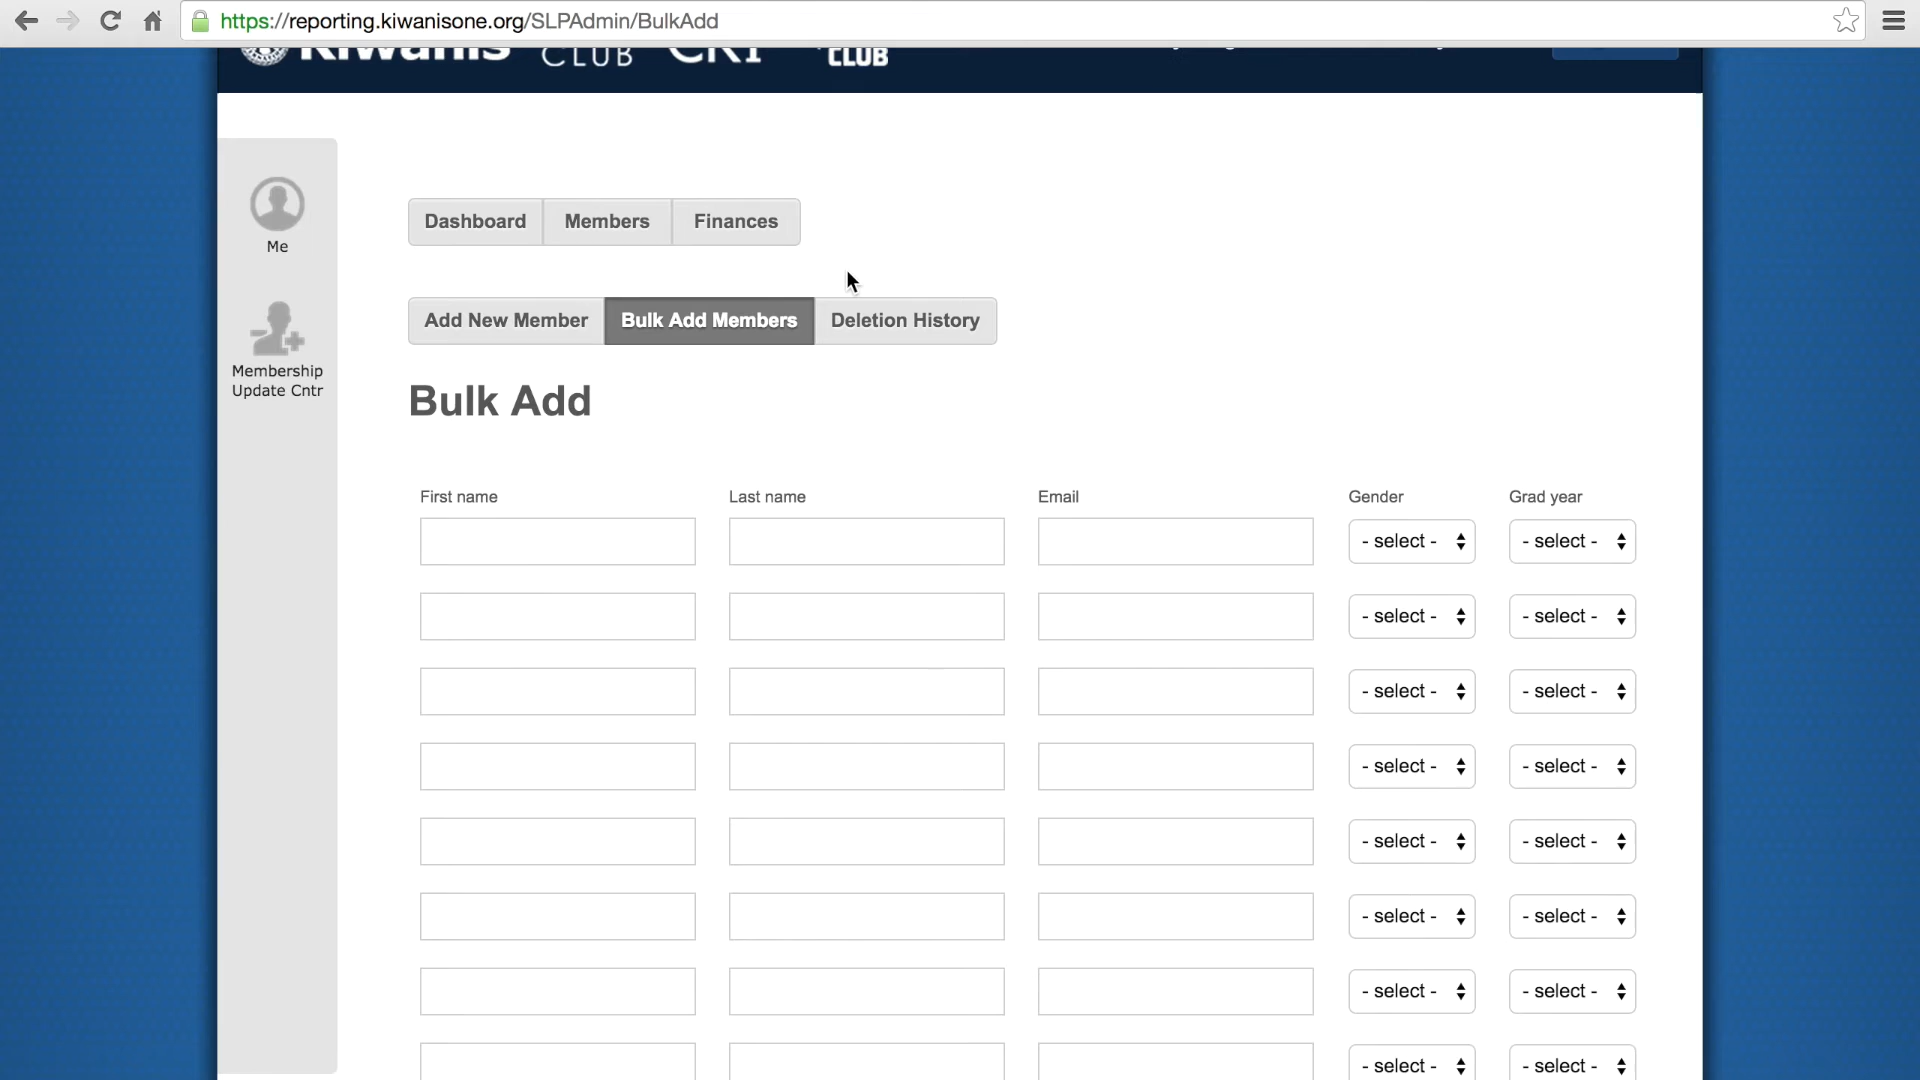 https://reporting.kiwanisone.org/SLPAdmin/BulkAdd
Kiwanis CLUB CKI CLUB
Me
Membership
Update Cntr
Dashboard Members Finances
Add New Member Bulk Add Members Deletion History
Bulk Add
First name Last name Email Gender Grad year
- select - - select -
- select - - select -
- select - - select -
- select - - select -
- select - - select -
- select - - select -
- select - - select -
- select - - select -